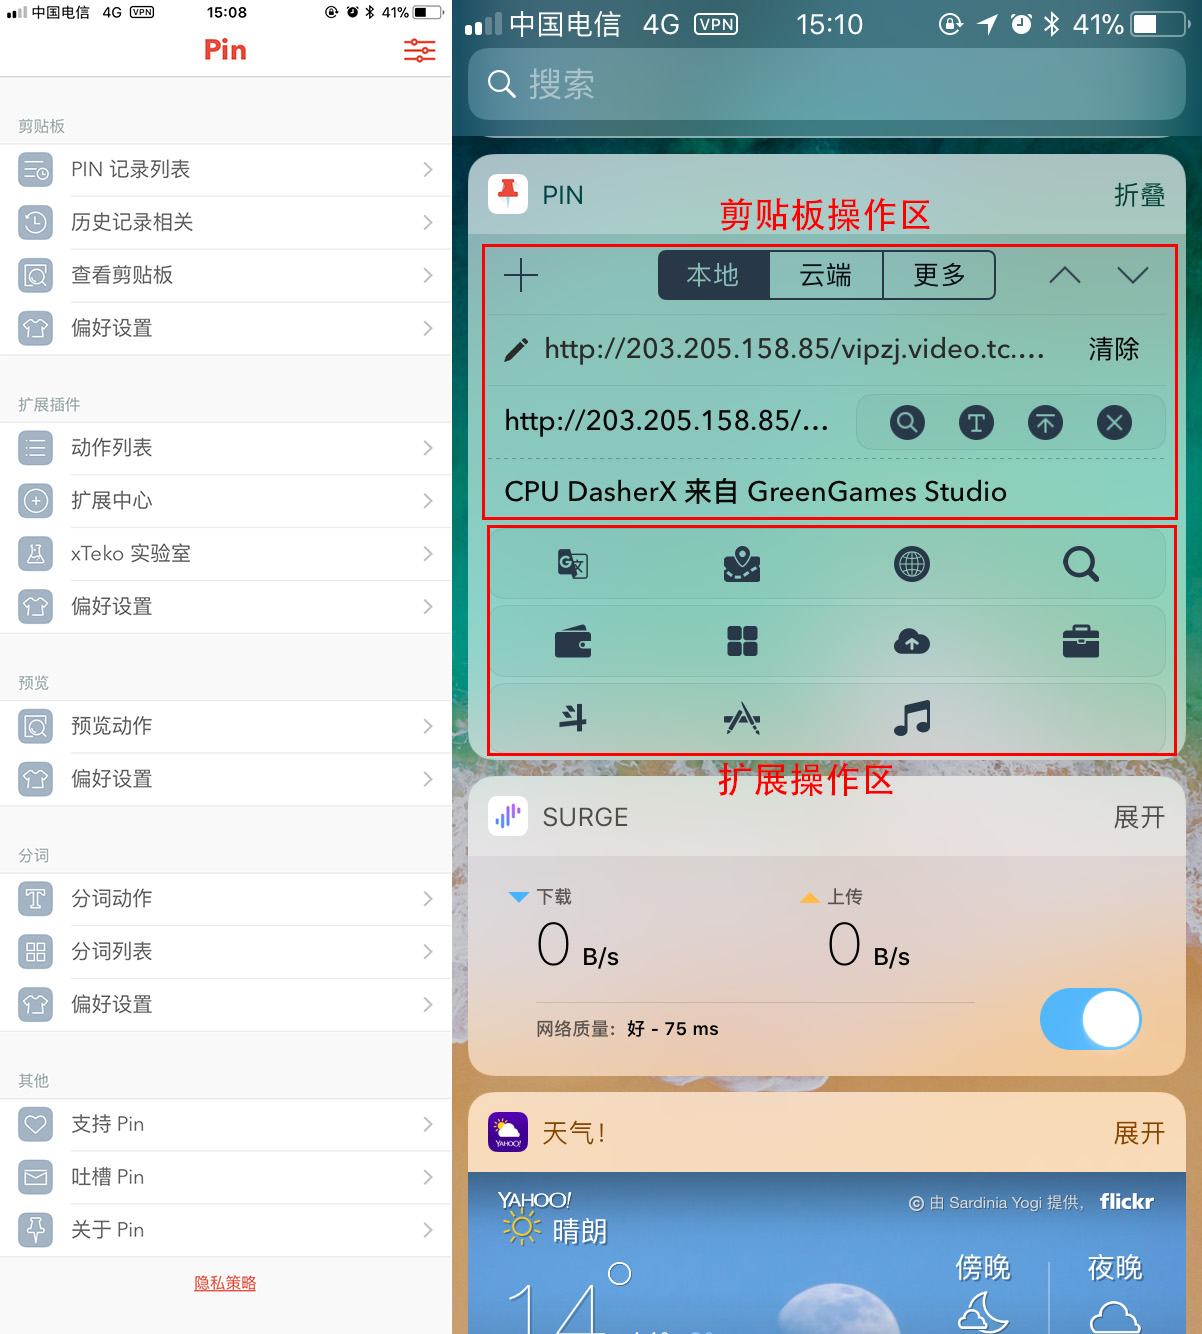 中国电信 4G VPN 15:08 41%
Pin
剪贴板
PIN 记录列表
历史记录相关
查看剪贴板
偏好设置
扩展插件
动作列表
扩展中心
xTeko 实验室
偏好设置
预览
预览动作
偏好设置
分词
分词动作
分词列表
偏好设置
其他
支持 Pin
吐槽 Pin
关于 Pin
隐私策略
中国电信 4G VPN 15:10 41%
搜索
PIN 折叠
剪贴板操作区
本地 云端 更多
http://203.205.158.85/vipzj.video.tc.… 清除
http://203.205.158.85/…
CPU DasherX 来自 GreenGames Studio
扩展操作区
SURGE 展开
下载 上传
0 B/s 0 B/s
网络质量：好 - 75 ms
天气！ 展开
YAHOO!
© 由 Sardinia Yogi 提供， flickr
晴朗
傍晚 夜晚
14°